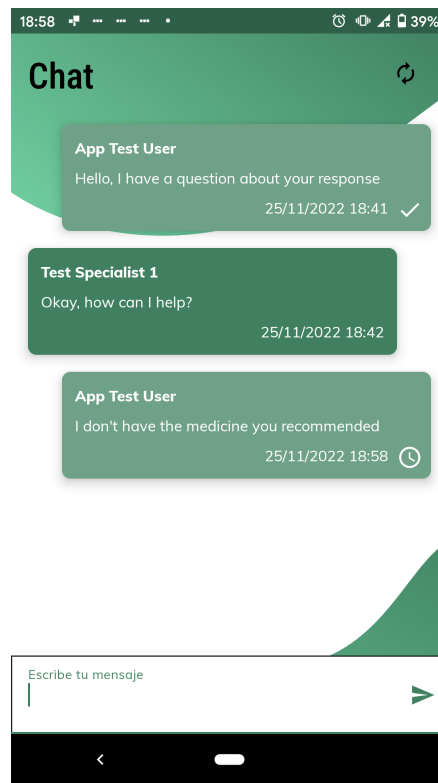 18:58
39%
Chat
App Test User
Hello, I have a question about your response
25/11/2022 18:41
Test Specialist 1
Okay, how can I help?
25/11/2022 18:42
App Test User
I don't have the medicine you recommended
25/11/2022 18:58
Escribe tu mensaje